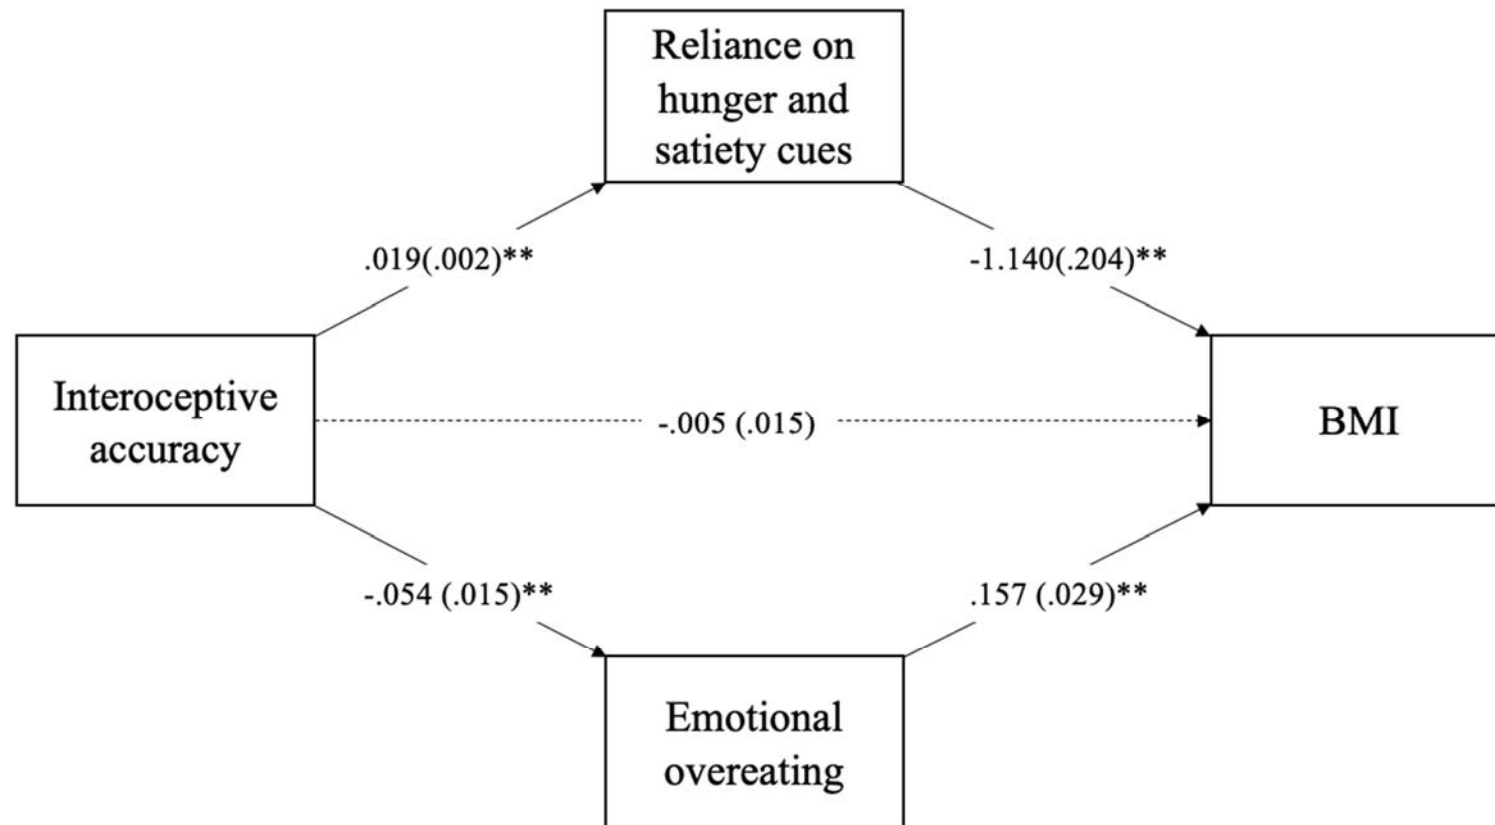 Reliance on
hunger and
satiety cues
.019(.002)**
-1.140(.204)**
Interoceptive
accuracy
-.005 (.015)
BMI
-.054 (.015)**
.157 (.029)**
Emotional
overeating